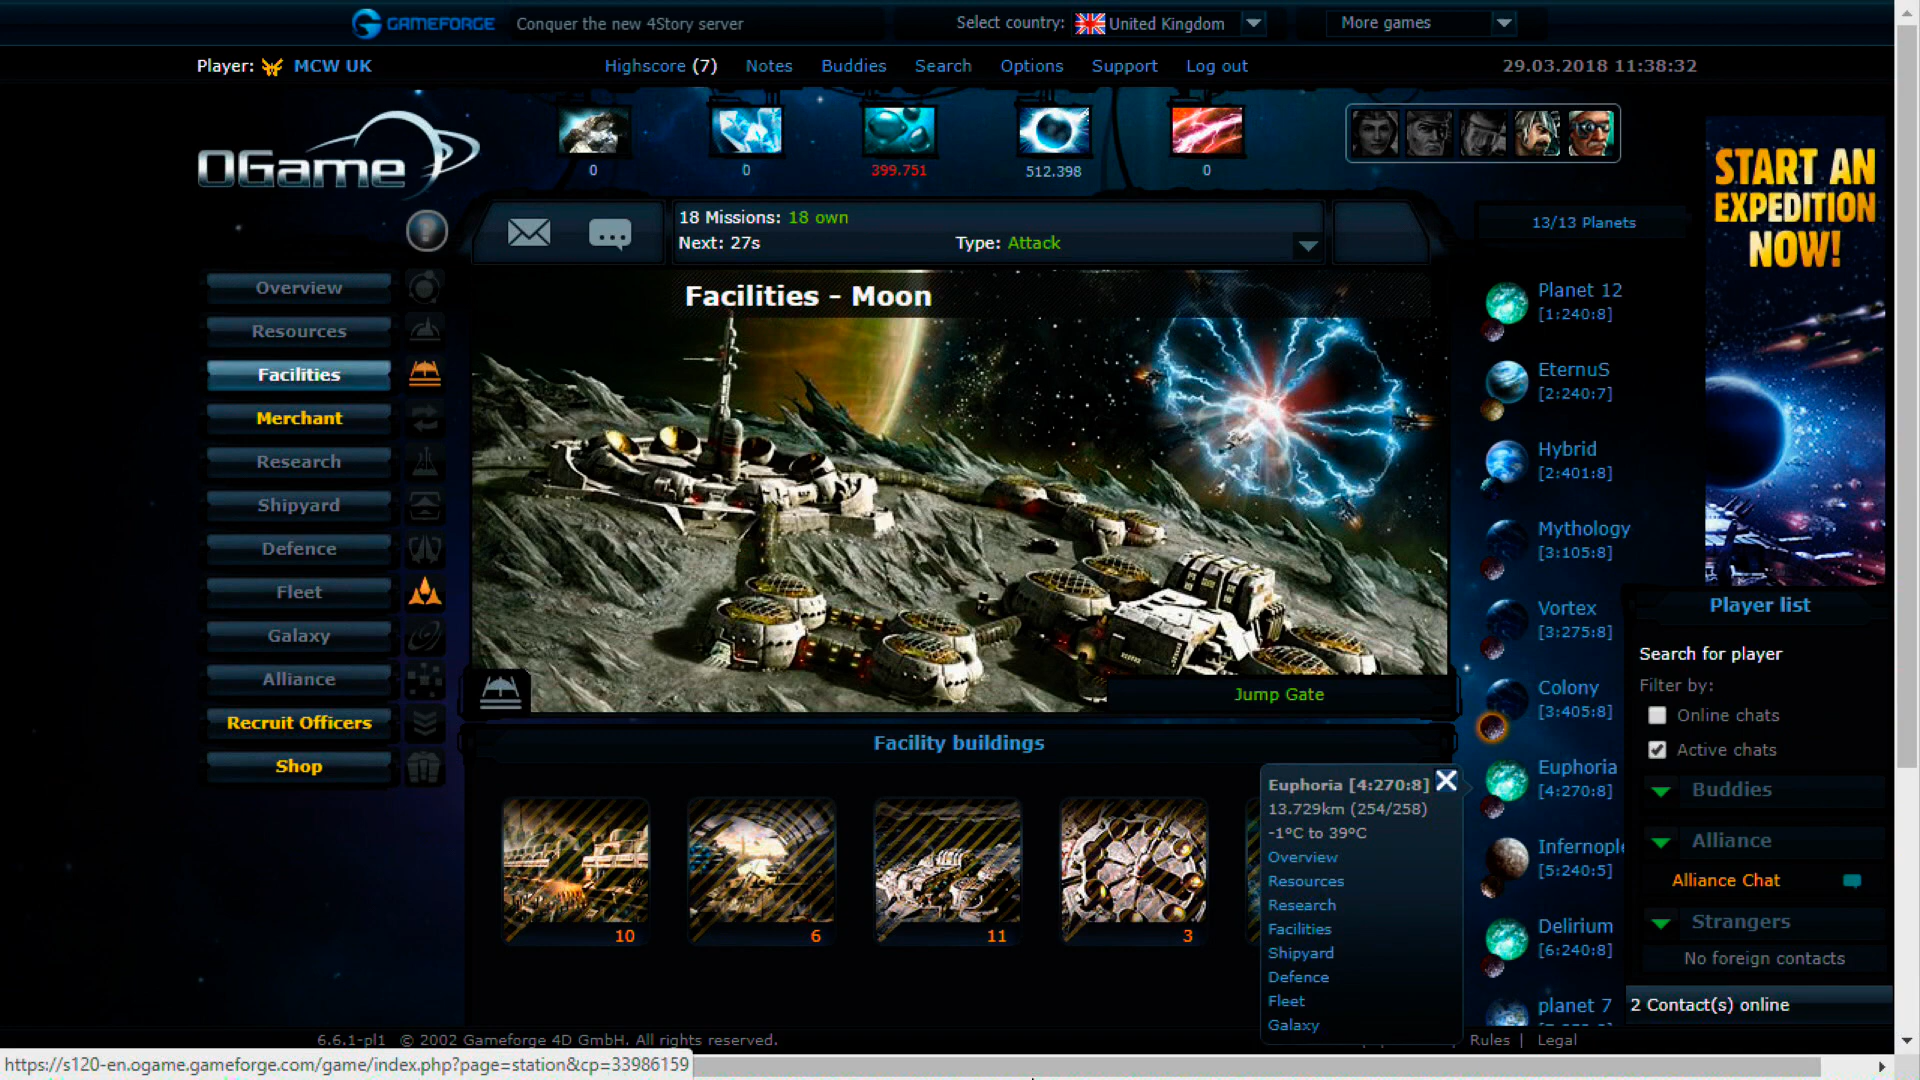 GAMEFORGE
Conquer the new 4Story server
Select country:
United Kingdom
More games
Player: MCW UK
Highscore (7)
Notes
Buddies
Search
Options
Support
Log out
29.03.2018 11:38:32
OGame
0
0
399.751
512.398
0
18 Missions: 18 own
Next: 27s
Type: Attack
13/13 Planets
START AN
EXPEDITION
NOW!
Overview
Resources
Facilities
Merchant
Research
Shipyard
Defence
Fleet
Galaxy
Alliance
Recruit Officers
Shop
Facilities - Moon
Jump Gate
Facility buildings
10
6
11
3
Euphoria [4:270:8]
13.729km (254/258)
-1°C to 39°C
Overview
Resources
Research
Facilities
Shipyard
Defence
Fleet
Galaxy
Planet 12
[1:240:8]
EternuS
[2:240:7]
Hybrid
[2:401:8]
Mythology
[3:105:8]
Vortex
[3:275:8]
Colony
[3:405:8]
Euphoria
[4:270:8]
Infernopl
[5:240:5]
Delirium
[6:240:8]
planet 7
Player list
Search for player
Filter by:
Online chats
Active chats
Buddies
Alliance
Alliance Chat
Strangers
No foreign contacts
2 Contact(s) online
6.6.1-pl1 © 2002 Gameforge 4D GmbH. All rights reserved.
Rules | Legal
https://s120-en.ogame.gameforge.com/game/index.php?page=station&cp=33986159